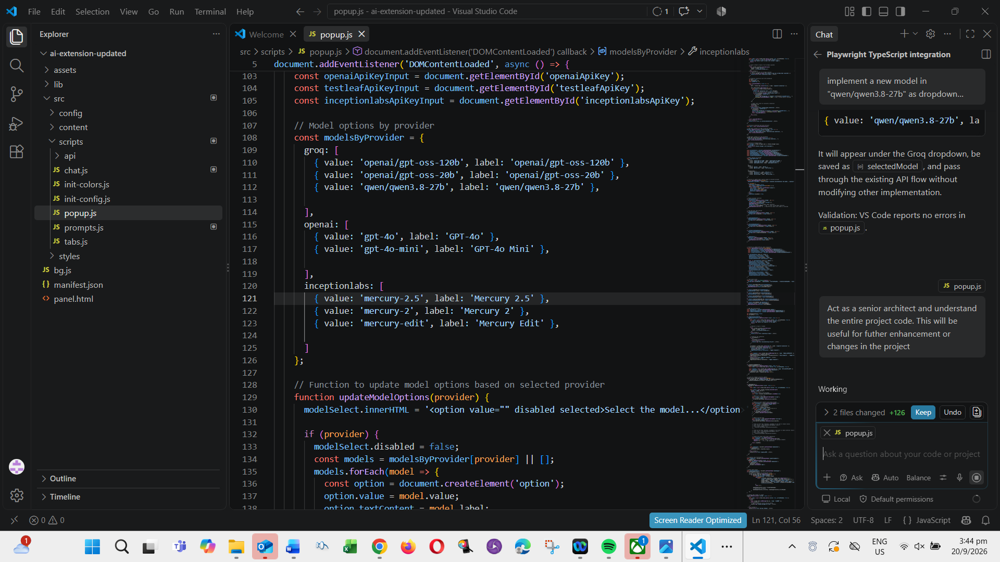 File Edit Selection View Go Run Terminal Help
popup.js - ai-extension-updated - Visual Studio Code
1
Explorer
ai-extension-updated
assets
lib
src
config
content
scripts
api
JS chat.js
JS init-colors.js
JS init-config.js
JS popup.js
JS prompts.js
JS tabs.js
styles
JS bg.js
{} manifest.json
<> panel.html
Outline
Timeline
Welcome
JS popup.js
src > scripts > JS popup.js > document.addEventListener('DOMContentLoaded') callback > modelsByProvider > inceptionlabs
5 document.addEventListener('DOMContentLoaded', async () => {
103 const openaiApiKeyInput = document.getElementById('openaiApiKey');
104 const testleafApiKeyInput = document.getElementById('testleafApiKey');
105 const inceptionlabsApiKeyInput = document.getElementById('inceptionlabsApiKey');
106
107 // Model options by provider
108 const modelsByProvider = {
109 groq: [
110 { value: 'openai/gpt-oss-120b', label: 'openai/gpt-oss-120b' },
111 { value: 'openai/gpt-oss-20b', label: 'openai/gpt-oss-20b' },
112 { value: 'qwen/qwen3.8-27b', label: 'qwen/qwen3.8-27b' },
113
114 ],
115 openai: [
116 { value: 'gpt-4o', label: 'GPT-4o' },
117 { value: 'gpt-4o-mini', label: 'GPT-4o Mini' },
118
119 ],
120 inceptionlabs: [
121 { value: 'mercury-2.5', label: 'Mercury 2.5' },
122 { value: 'mercury-2', label: 'Mercury 2' },
123 { value: 'mercury-edit', label: 'Mercury Edit' },
124
125 ]
126 };
127
128 // Function to update model options based on selected provider
129 function updateModelOptions(provider) {
130 modelSelect.innerHTML = '<option value="" disabled selected>Select the model...</option
131
132 if (provider) {
133 modelSelect.disabled = false;
134 const models = modelsByProvider[provider] || [];
135 models.forEach(model => {
136 const option = document.createElement('option');
137 option.value = model.value;
138 option.textContent = model.label;
Chat
Playwright TypeScript integration
implement a new model in
"qwen/qwen3.8-27b" as dropdown...
{ value: 'qwen/qwen3.8-27b', la
It will appear under the Groq dropdown, be
saved as selectedModel , and pass
through the existing API flow without
modifying other implementation.
Validation: VS Code reports no errors in
JS popup.js .
JS popup.js
Act as a senior architect and understand
the entire project code. This will be
useful for futher enhancement or
changes in the project
Working
2 files changed +126 Keep Undo
JS popup.js
Ask a question about your code or project
Ask Auto Balance
Local Default permissions
0 0
Screen Reader Optimized Ln 121, Col 56 Spaces: 2 UTF-8 LF {} JavaScript
1
1
ENG
US
3:44 pm
20/9/2026